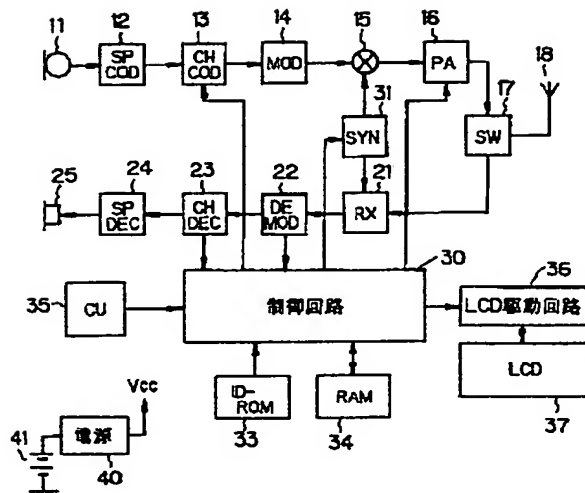 11
12
13
14
15
16
SP
COD
CH
COD
MOD
PA
31
17
18
SYN
SW
25
24
23
22
21
SP
DEC
CH
DEC
DE
MOD
RX
30
35
CU
制御回路
36
LCD駆動回路
LCD
37
ID-
ROM
33
RAM
34
Vcc
41
電源
40